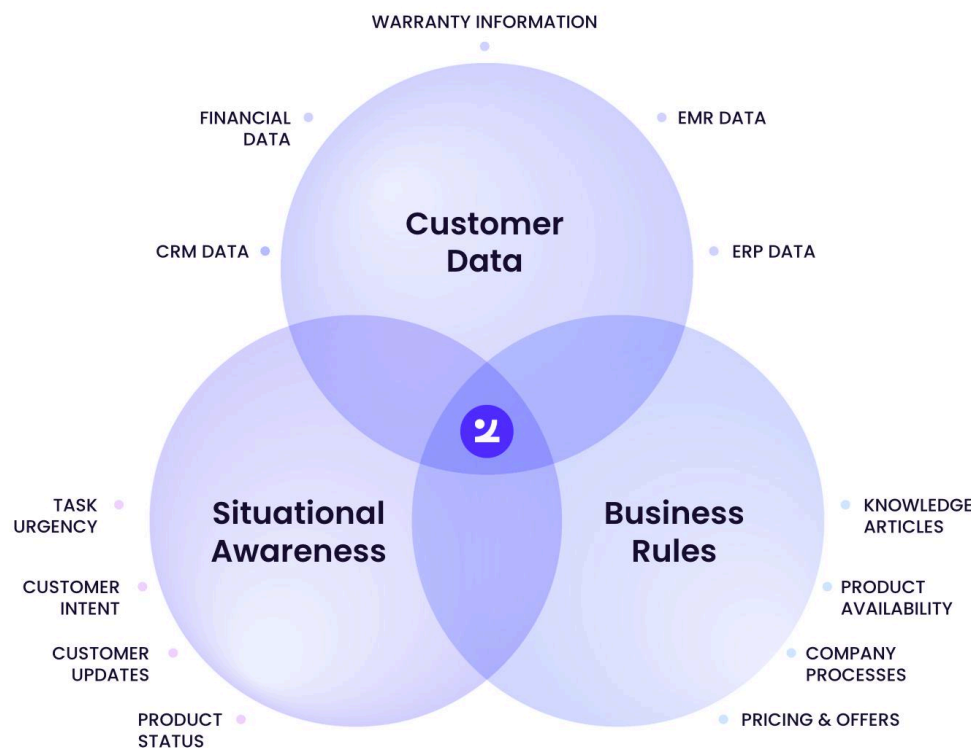 WARRANTY INFORMATION
FINANCIAL
DATA
EMR DATA
Customer
Data
CRM DATA
ERP DATA
TASK
URGENCY
Situational
Awareness
Business
Rules
KNOWLEDGE
ARTICLES
CUSTOMER
INTENT
PRODUCT
AVAILABILITY
CUSTOMER
UPDATES
COMPANY
PROCESSES
PRODUCT
STATUS
PRICING & OFFERS